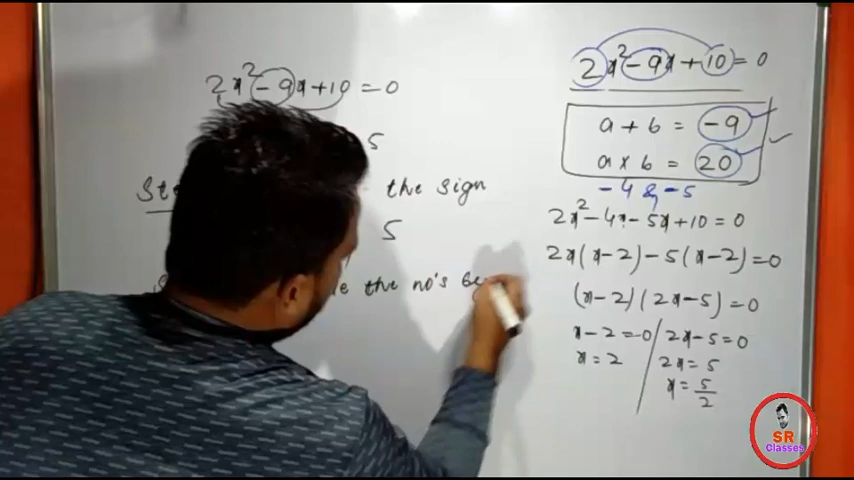 2x² - 9x + 10 = 0
5
the sign
5
the no's
2x² - 9x + 10 = 0
a + b = -9
a x b = 20
-4 & -5
2x² - 4x - 5x + 10 = 0
2x(x-2) - 5(x-2) = 0
(x-2)(2x-5) = 0
x-2=0 / 2x-5=0
x = 2 2x = 5
x = 5/2
SR
Classes